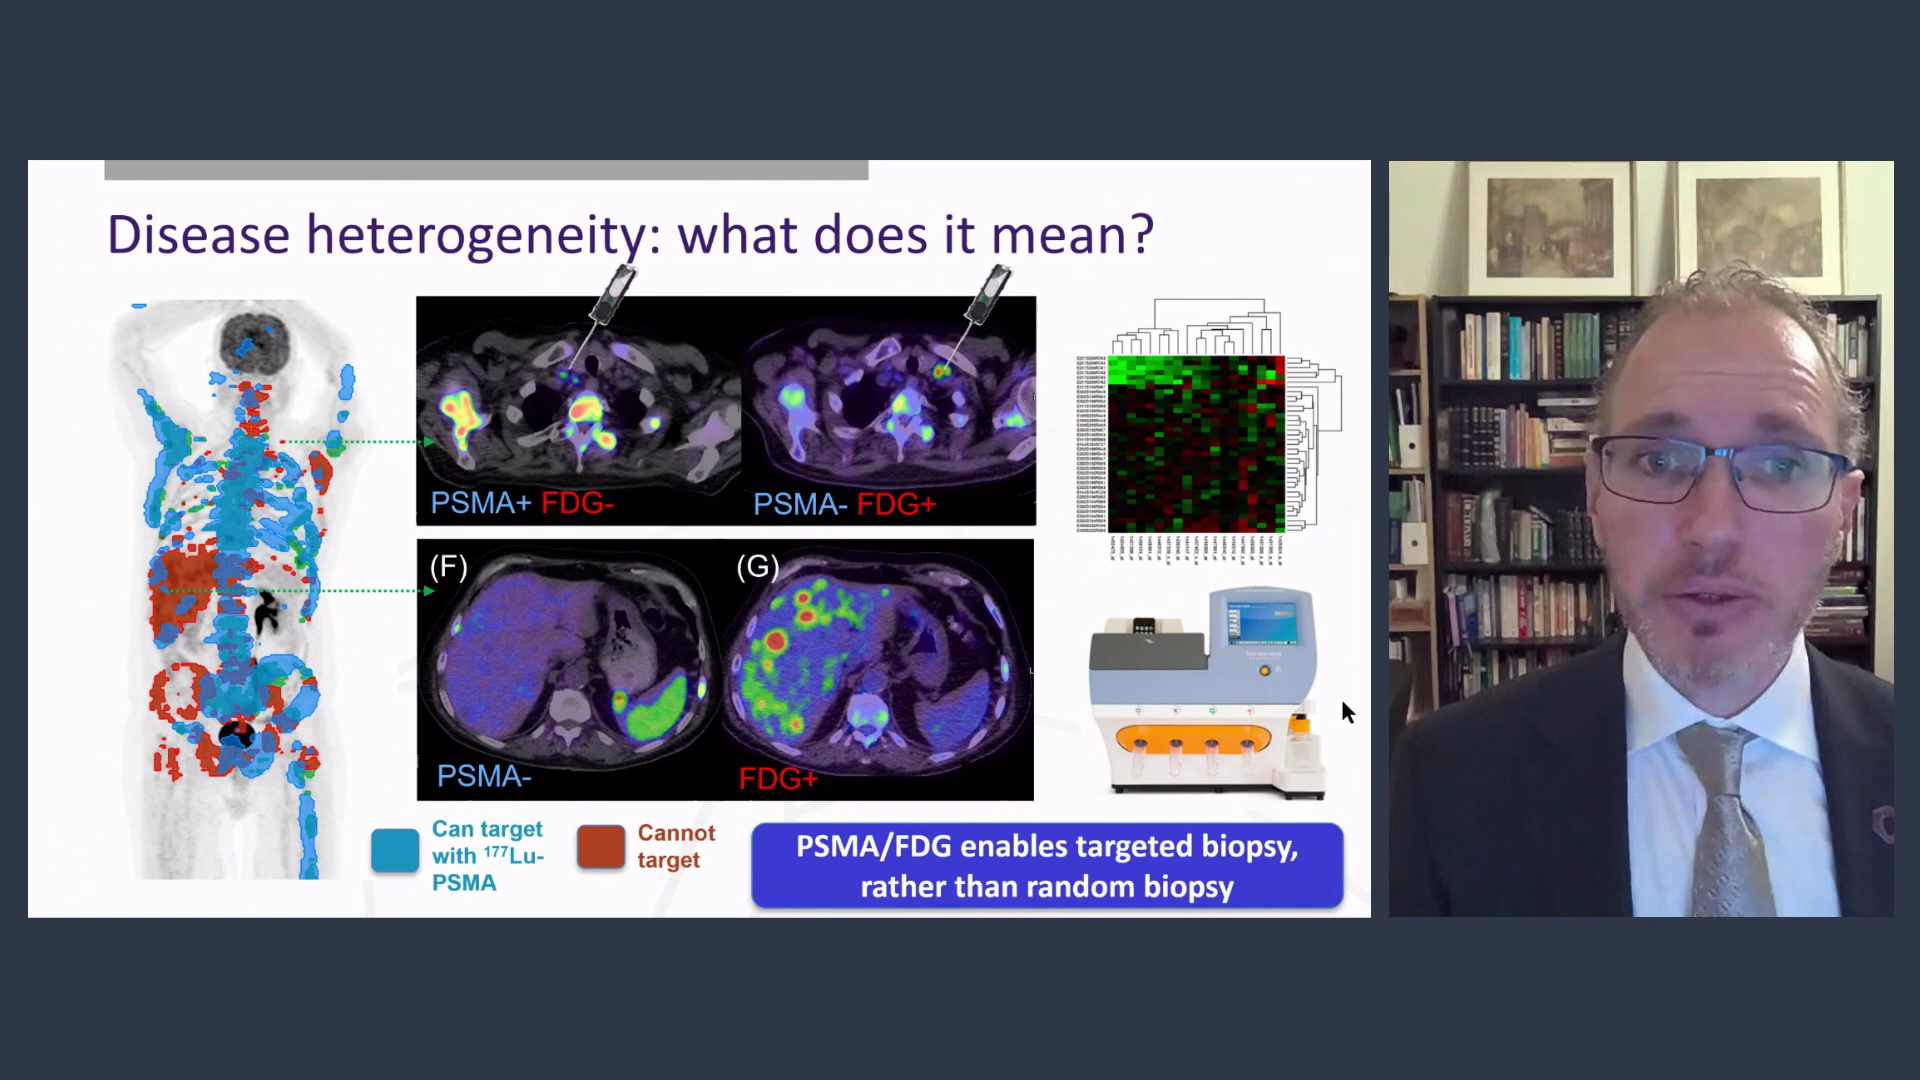 Disease heterogeneity: what does it mean?
PSMA+ FDG-
PSMA- FDG+
(F)
(G)
PSMA-
FDG+
Can target
with ¹⁷⁷Lu-
PSMA
Cannot
target
PSMA/FDG enables targeted biopsy,
rather than random biopsy